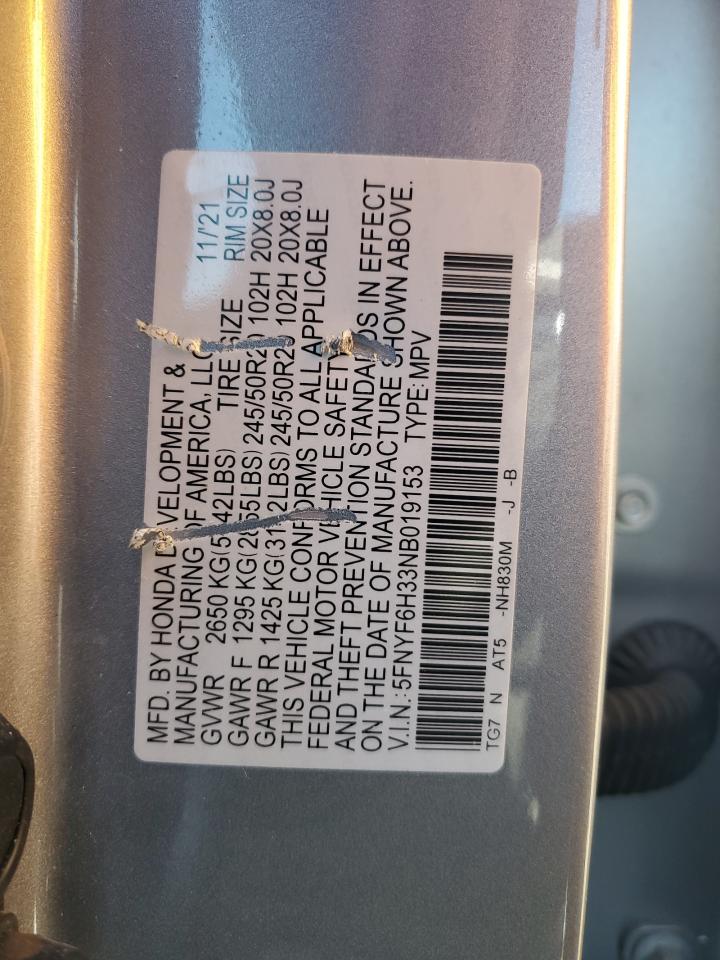 MFD. BY HONDA DEVELOPMENT &
MANUFACTURING OF AMERICA, LLC 11/'21
GVWR 2650 KG(5842LBS) TIRE SIZE RIM SIZE
GAWR F 1295 KG(2855LBS) 245/50R20 102H 20X8.0J
GAWR R 1425 KG(3142LBS) 245/50R20 102H 20X8.0J
THIS VEHICLE CONFORMS TO ALL APPLICABLE
FEDERAL MOTOR VEHICLE SAFETY
AND THEFT PREVENTION STANDARDS IN EFFECT
ON THE DATE OF MANUFACTURE SHOWN ABOVE.
V.I.N.: 5FNYF6H33NB019153 TYPE: MPV
TG7 N AT5 -NH830M -J -B